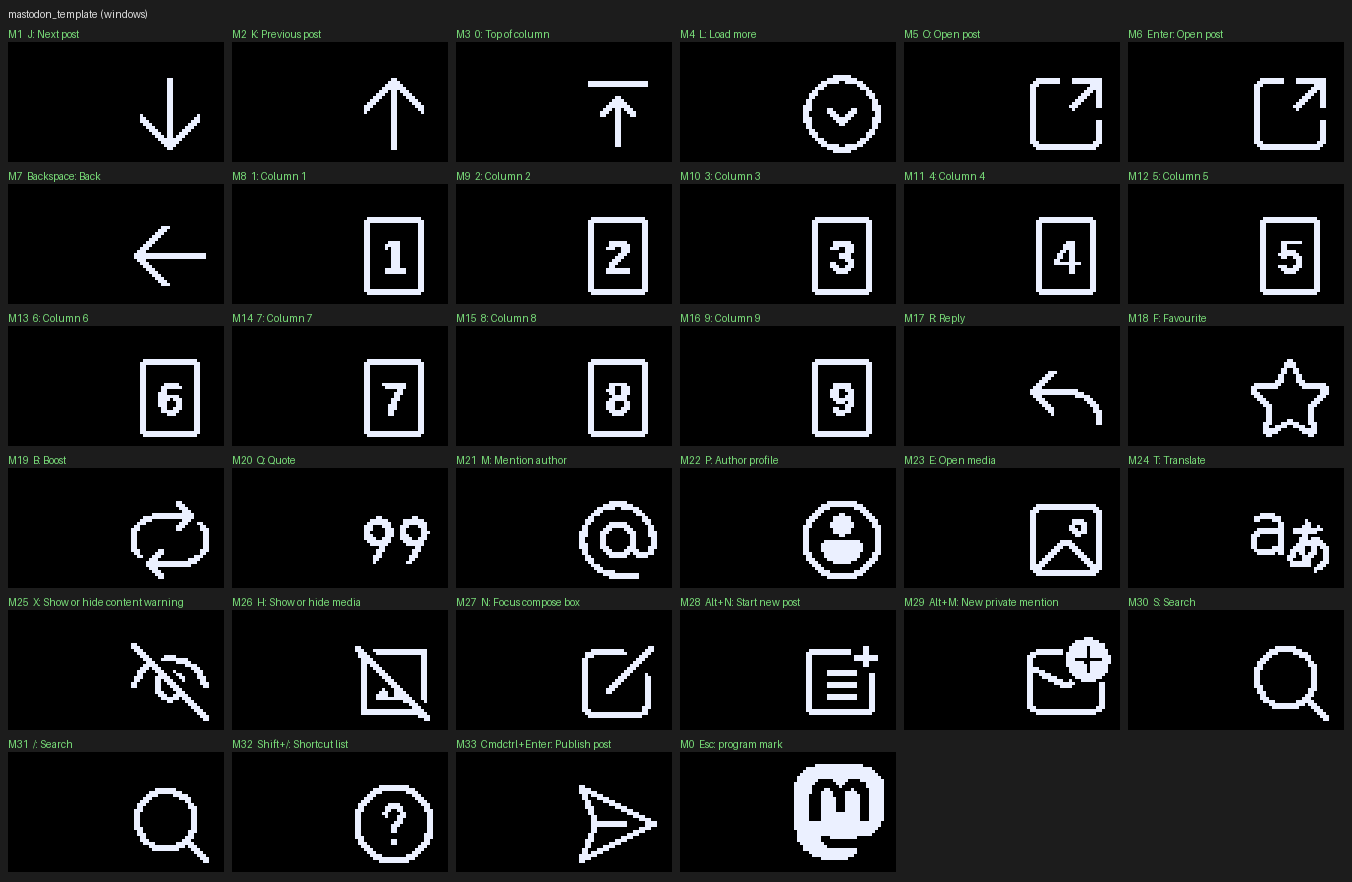 mastodon_template (windows)
M1 J: Next post
M2 K: Previous post
M3 0: Top of column
M4 L: Load more
M5 O: Open post
M6 Enter: Open post
M7 Backspace: Back
M8 1: Column 1
M9 2: Column 2
M10 3: Column 3
M11 4: Column 4
M12 5: Column 5
1
2
3
4
5
M13 6: Column 6
M14 7: Column 7
M15 8: Column 8
M16 9: Column 9
M17 R: Reply
M18 F: Favourite
6
7
8
9
M19 B: Boost
M20 Q: Quote
M21 M: Mention author
M22 P: Author profile
M23 E: Open media
M24 T: Translate
99
@
aあ
M25 X: Show or hide content warning
M26 H: Show or hide media
M27 N: Focus compose box
M28 Alt+N: Start new post
M29 Alt+M: New private mention
M30 S: Search
M31 /: Search
M32 Shift+/: Shortcut list
M33 Cmdctrl+Enter: Publish post
M0 Esc: program mark
?
m